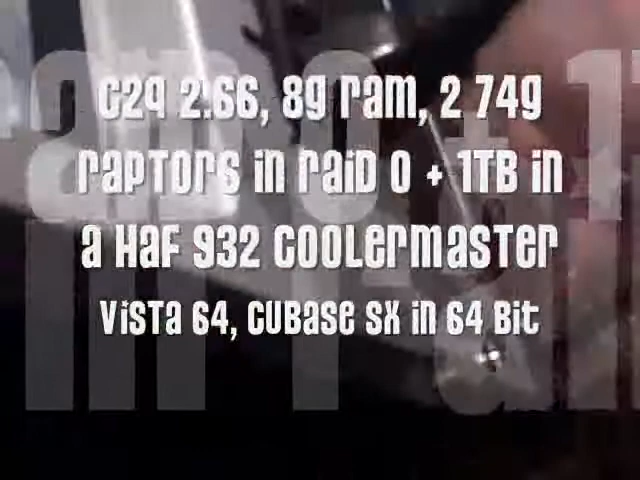 C2q 2.66, 8g ram, 2 74g
raptors in raid 0 + 1TB in
a HAF 932 Coolermaster
Vista 64, Cubase SX in 64 Bit